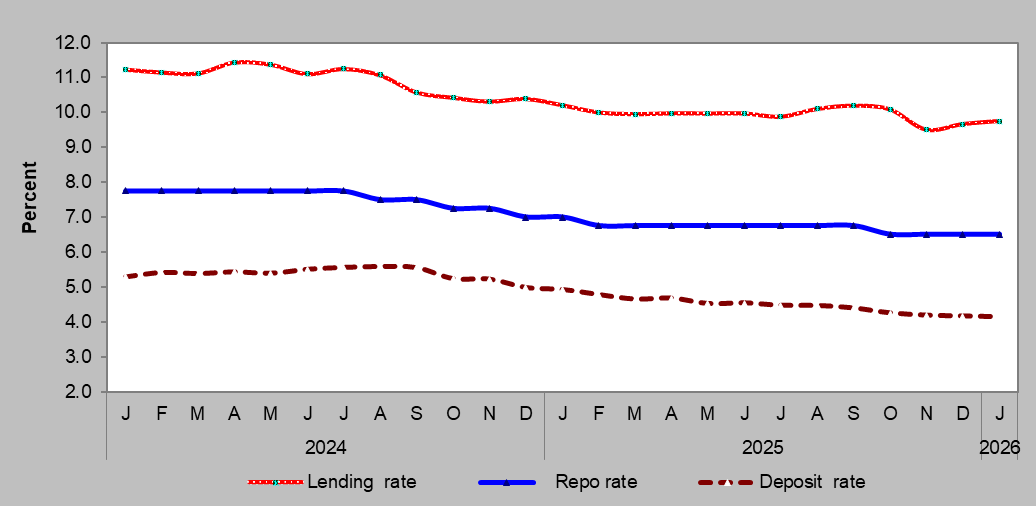 Percent
12.0
11.0
10.0
9.0
8.0
7.0
6.0
5.0
4.0
3.0
2.0
J F M A M J J A S O N D J F M A M J J A S O N D J
2024 2025 2026
Lending rate Repo rate Deposit rate